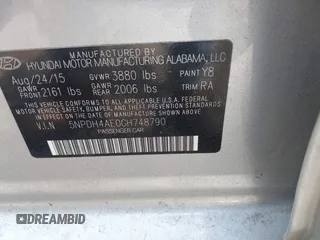 MANUFACTURED BY
HYUNDAI MOTOR MANUFACTURING ALABAMA, LLC
Aug/24/15 GVWR 3880 lbs PAINT Y8
GAWR FRONT 2161 lbs GAWR REAR 2006 lbs TRIM RA
THIS VEHICLE CONFORMS TO ALL APPLICABLE FEDERAL
MOTOR VEHICLE SAFETY, BUMPER, AND THEFT PREVENTION
STANDARDS IN EFFECT ON THE DATE OF MANUFACTURE
SHOWN ABOVE.
V.I.N 5NPDH4AE0GH748790
PASSENGER CAR
DREAMBID